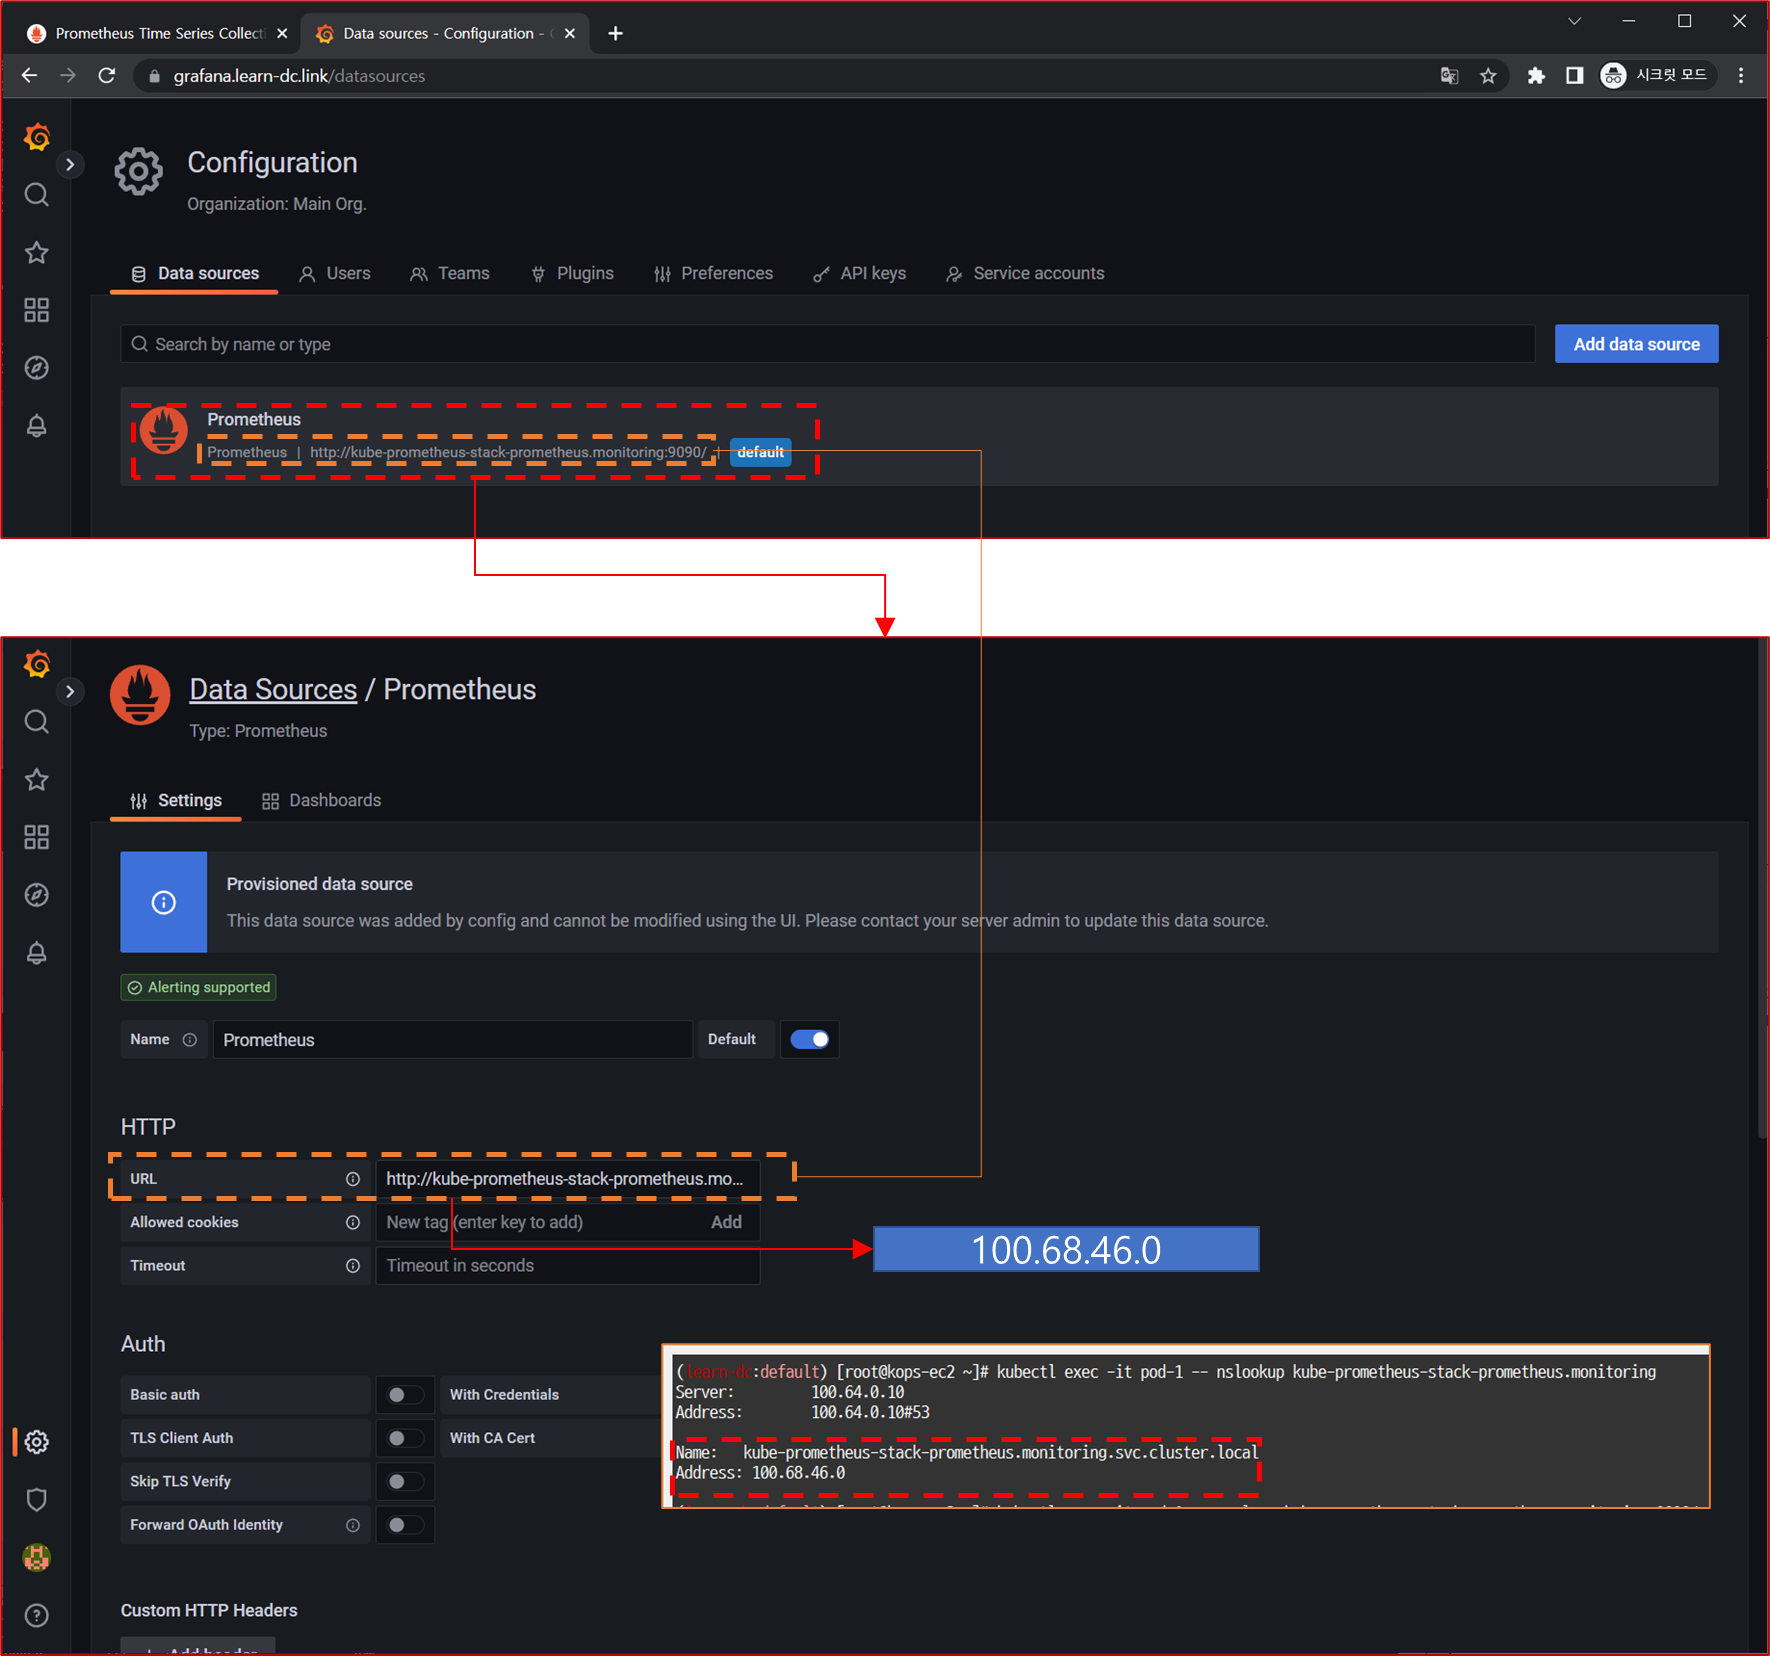 Prometheus Time Series Collecti
Data sources - Configuration -
grafana.learn-dc.link/datasources
시크릿 모드
Configuration
Organization: Main Org.
Data sources
Users
Teams
Plugins
Preferences
API keys
Service accounts
Search by name or type
Add data source
Prometheus
Prometheus | http://kube-prometheus-stack-prometheus.monitoring:9090/ | default
Data Sources / Prometheus
Type: Prometheus
Settings
Dashboards
Provisioned data source
This data source was added by config and cannot be modified using the UI. Please contact your server admin to update this data source.
Alerting supported
Name
Prometheus
Default
HTTP
URL
http://kube-prometheus-stack-prometheus.mo...
Allowed cookies
New tag (enter key to add)
Add
Timeout
Timeout in seconds
100.68.46.0
Auth
Basic auth
With Credentials
TLS Client Auth
With CA Cert
Skip TLS Verify
Forward OAuth Identity
(learn-dc:default) [root@kops-ec2 ~]# kubectl exec -it pod-1 -- nslookup kube-prometheus-stack-prometheus.monitoring
Server: 100.64.0.10
Address: 100.64.0.10#53
Name: kube-prometheus-stack-prometheus.monitoring.svc.cluster.local
Address: 100.68.46.0
Custom HTTP Headers
Add header